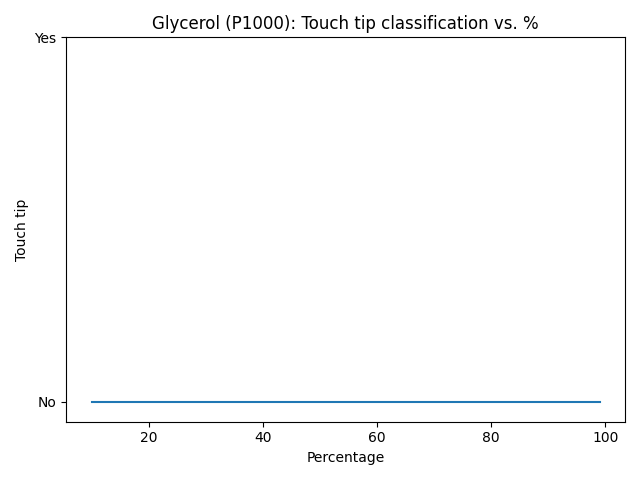 Glycerol (P1000): Touch tip classification vs. %
Yes
Touch tip
No
20 40 60 80 100
Percentage